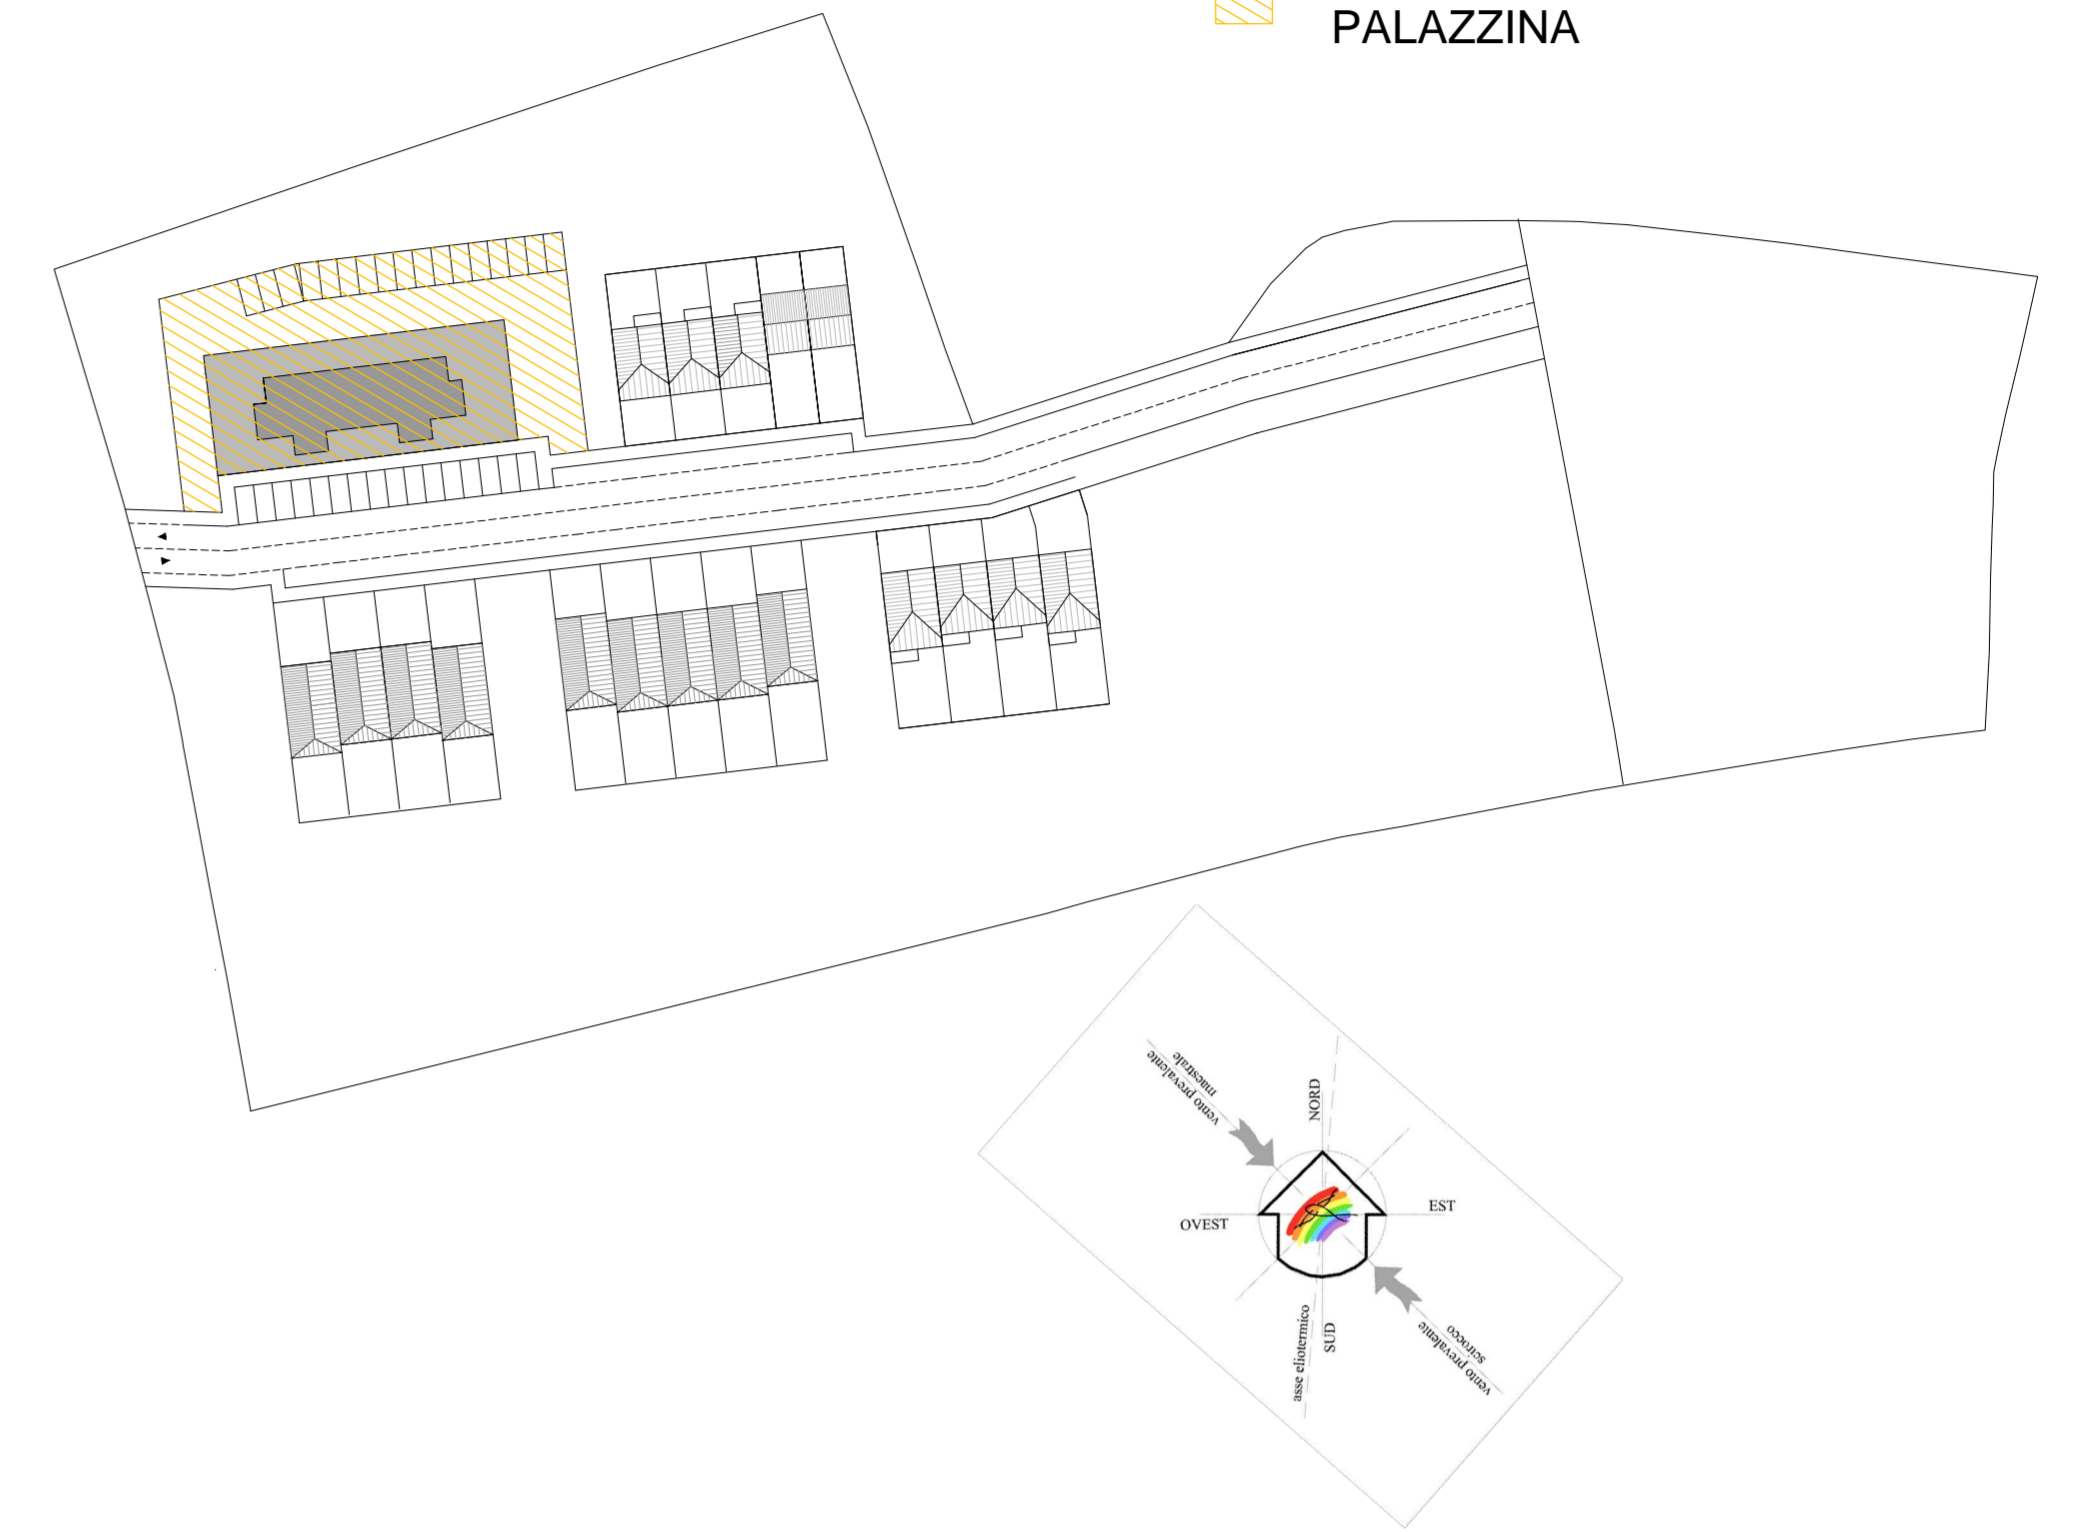 PALAZZINA
maestrale
vento prevalente
NORD
EST
OVEST
asse eliotermico
SUD
scirocco
vento prevalente